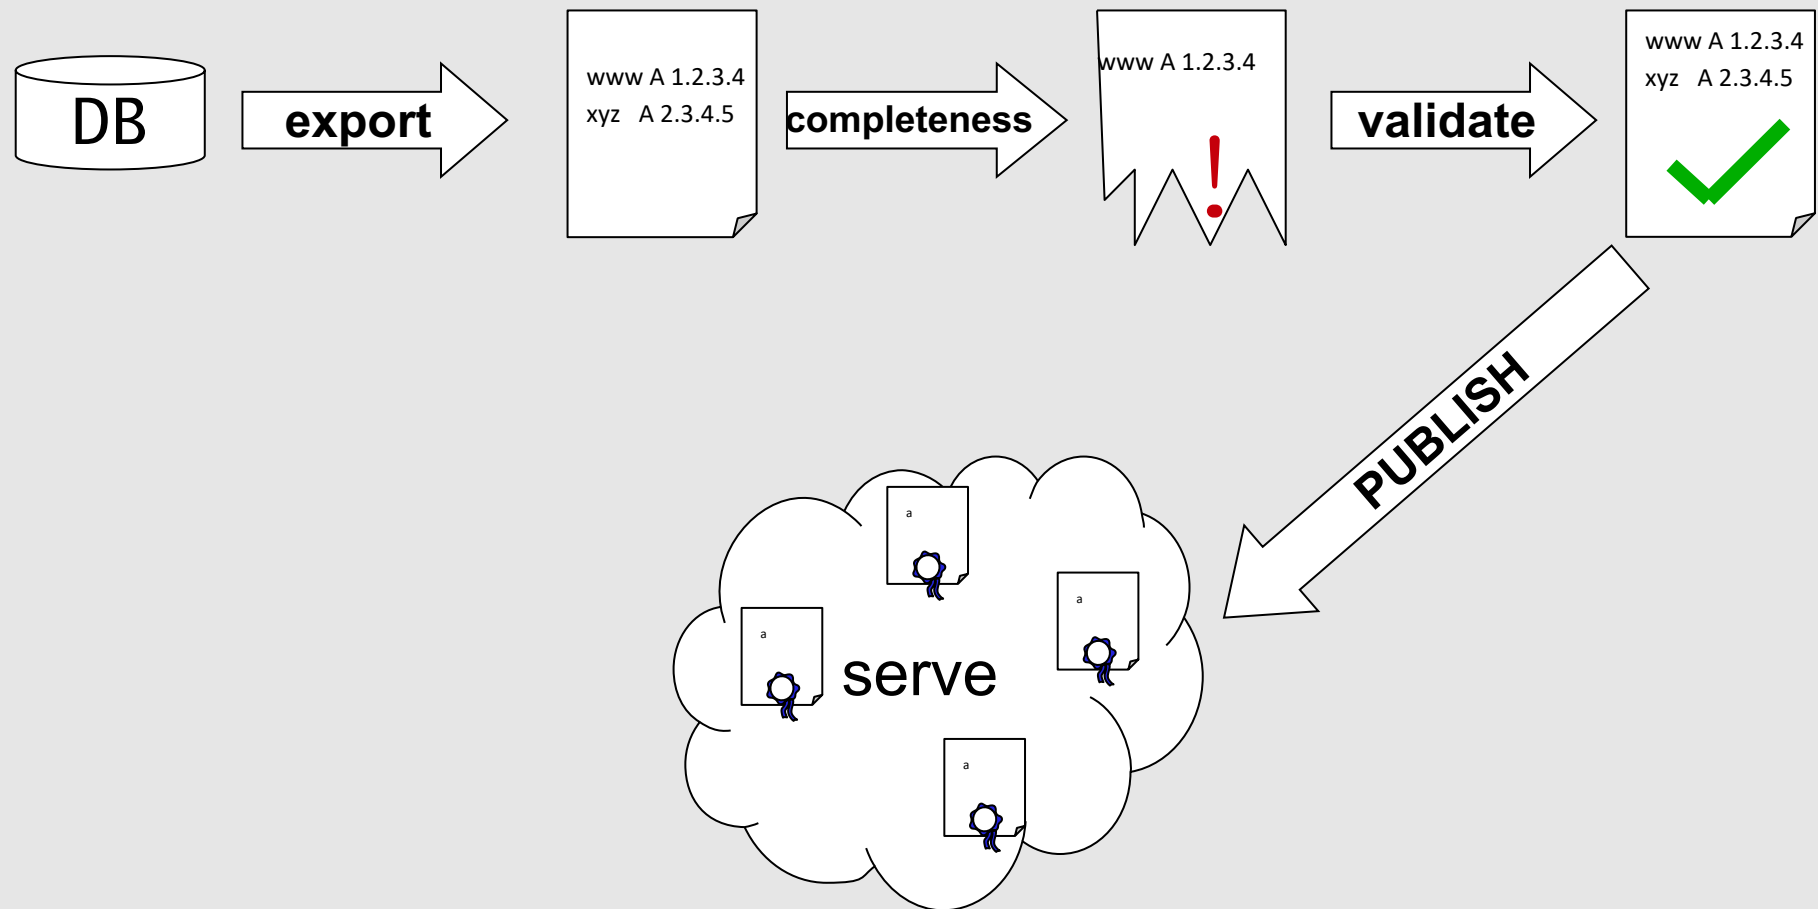 DB
export
www A 1.2.3.4
xyz A 2.3.4.5
completeness
www A 1.2.3.4
!
validate
www A 1.2.3.4
xyz A 2.3.4.5
PUBLISH
a
a
a
serve
a